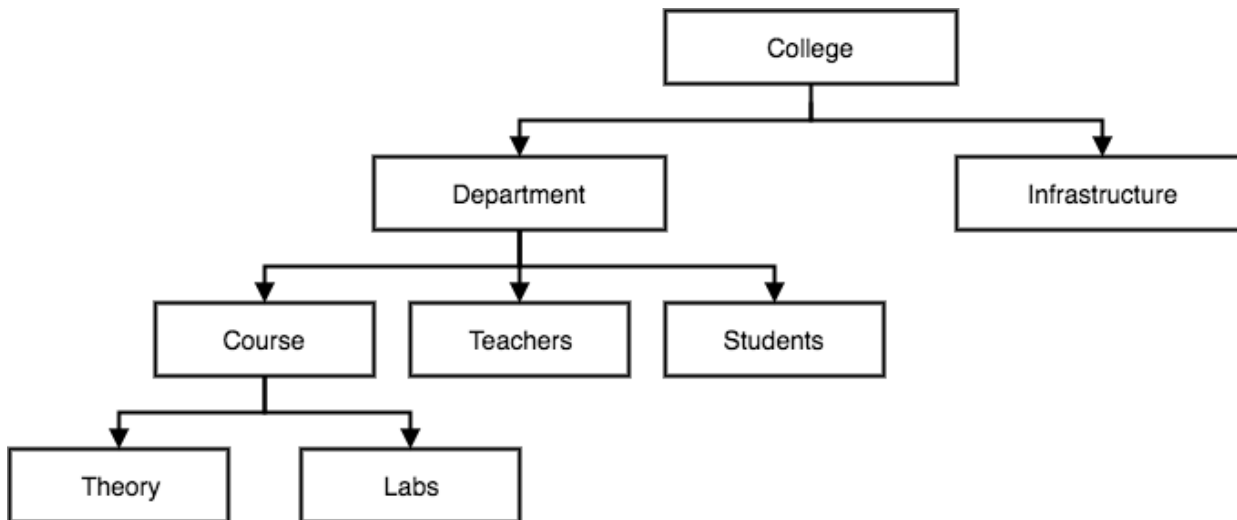 College
Department
Infrastructure
Course
Teachers
Students
Theory
Labs